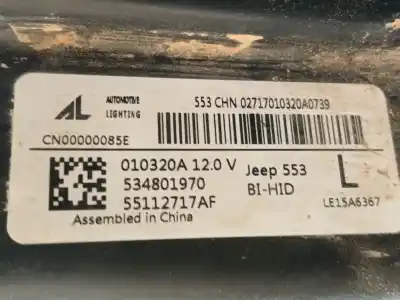 AL AUTOMOTIVE LIGHTING
553 CHN 02717010320A0739
CN00000085E
010320A 12.0 V Jeep 553 L
534801970 BI-HID
55112717AF LE15A6367
Assembled in China